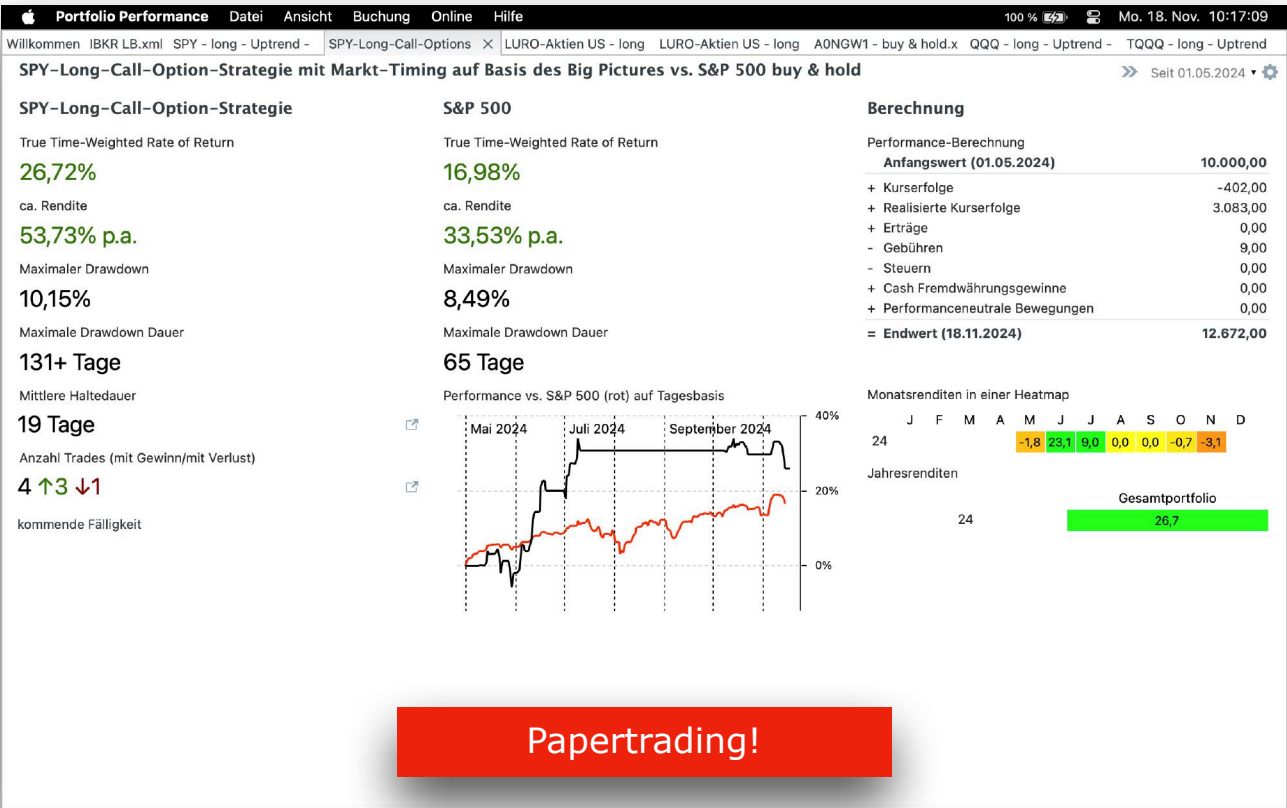 Portfolio Performance Datei Ansicht Buchung Online Hilfe 100 % Mo. 18. Nov. 10:17:09
Willkommen IBKR LB.xml SPY - long - Uptrend - SPY-Long-Call-Options × LURO-Aktien US - long LURO-Aktien US - long A0NGW1 - buy & hold.x QQQ - long - Uptrend - TQQQ - long - Uptrend
SPY-Long-Call-Option-Strategie mit Markt-Timing auf Basis des Big Pictures vs. S&P 500 buy & hold
Seit 01.05.2024
SPY-Long-Call-Option-Strategie
True Time-Weighted Rate of Return
26,72%
ca. Rendite
53,73% p.a.
Maximaler Drawdown
10,15%
Maximale Drawdown Dauer
131+ Tage
Mittlere Haltedauer
19 Tage
Anzahl Trades (mit Gewinn/mit Verlust)
4 ↑3 ↓1
kommende Fälligkeit
S&P 500
True Time-Weighted Rate of Return
16,98%
ca. Rendite
33,53% p.a.
Maximaler Drawdown
8,49%
Maximale Drawdown Dauer
65 Tage
Performance vs. S&P 500 (rot) auf Tagesbasis
Mai 2024 Juli 2024 September 2024
40%
20%
0%
Berechnung
Performance-Berechnung
Anfangswert (01.05.2024) 10.000,00
+ Kurserfolge -402,00
+ Realisierte Kurserfolge 3.083,00
+ Erträge 0,00
- Gebühren 9,00
- Steuern 0,00
+ Cash Fremdwährungsgewinne 0,00
+ Performanceneutrale Bewegungen 0,00
= Endwert (18.11.2024) 12.672,00
Monatsrenditen in einer Heatmap
J F M A M J J A S O N D
24 -1,8 23,1 9,0 0,0 0,0 -0,7 -3,1
Jahresrenditen
Gesamtportfolio
24 26,7
Papertrading!